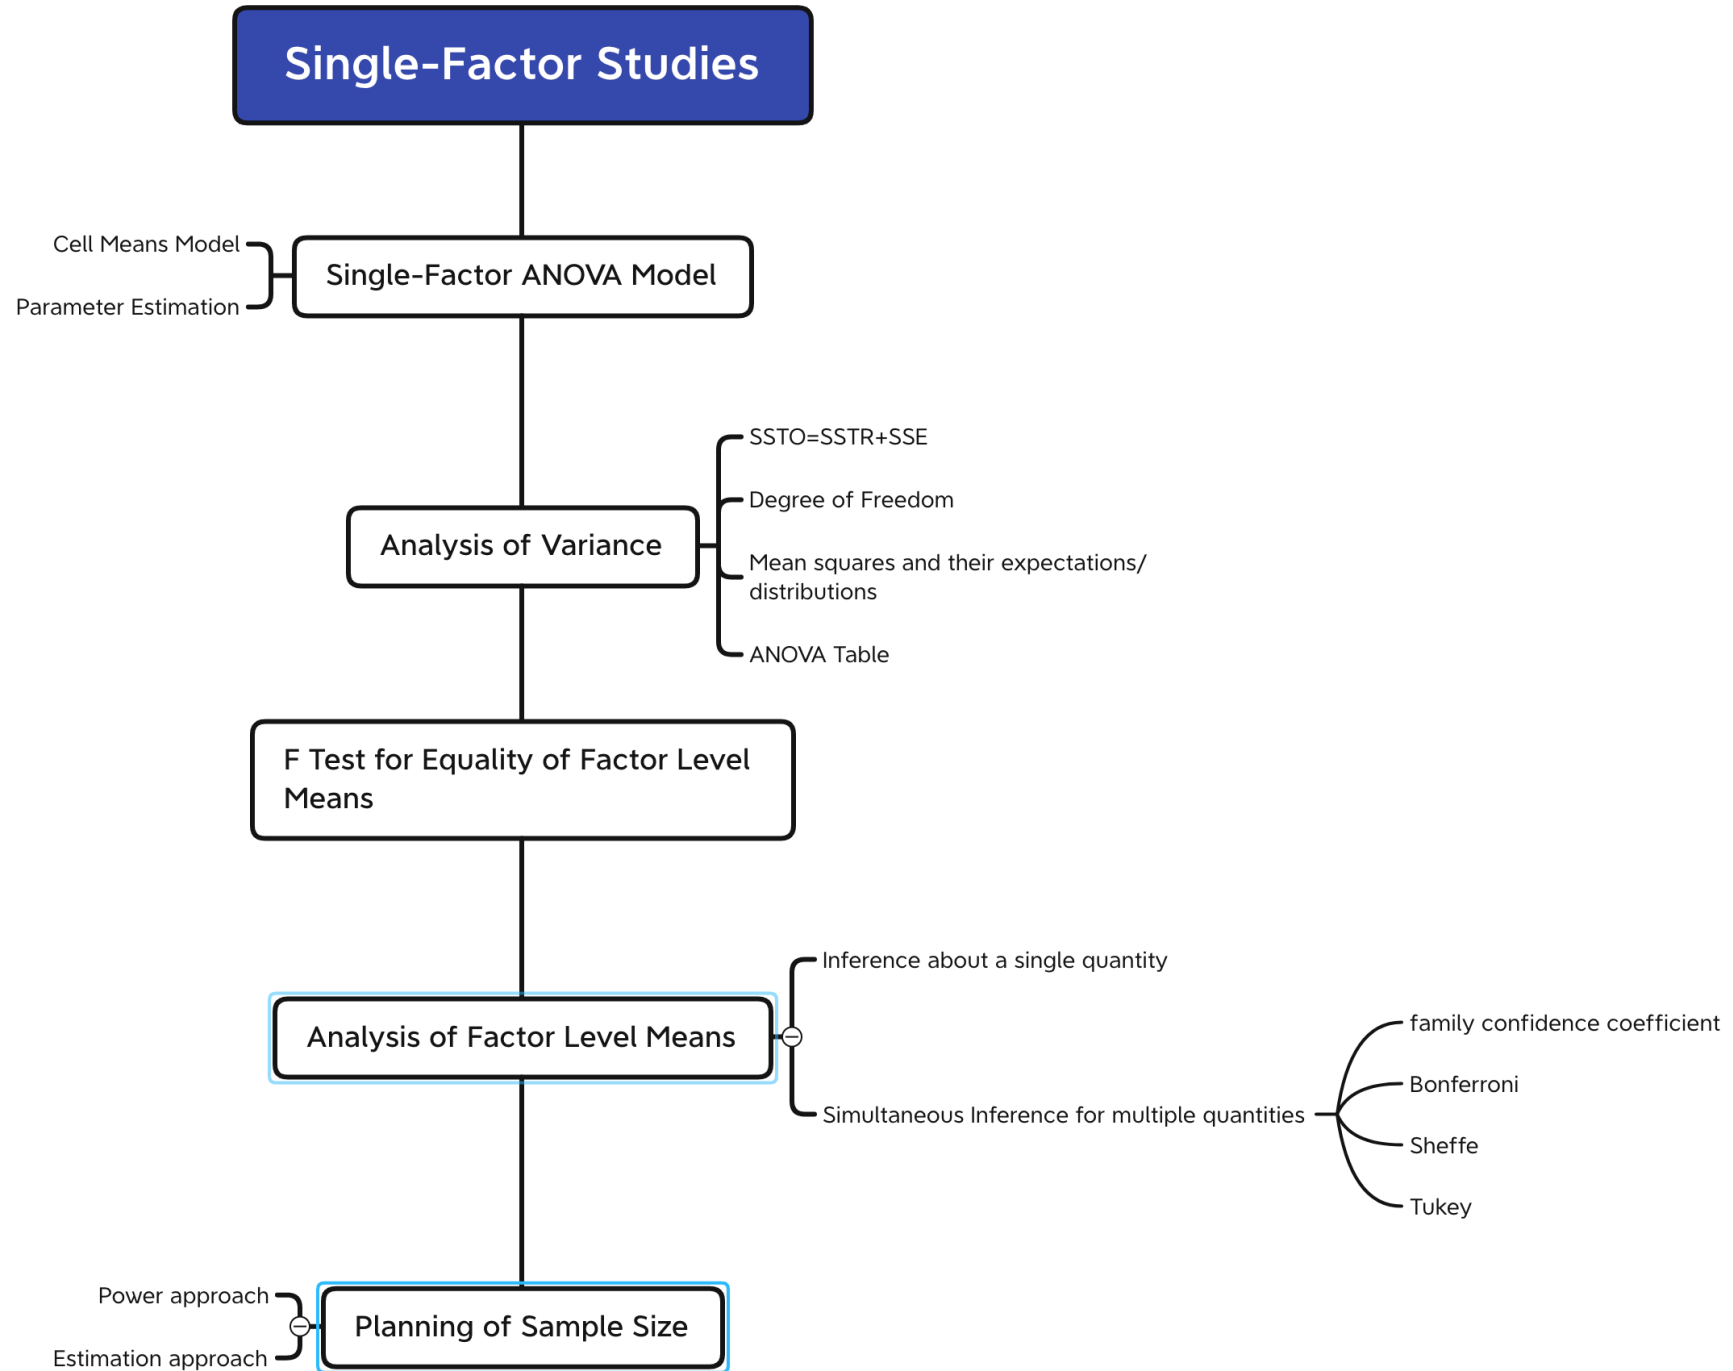 Single-Factor Studies
Cell Means Model
Parameter Estimation
Single-Factor ANOVA Model
SSTO=SSTR+SSE
Degree of Freedom
Analysis of Variance
Mean squares and their expectations/
distributions
ANOVA Table
F Test for Equality of Factor Level
Means
Analysis of Factor Level Means
Inference about a single quantity
Simultaneous Inference for multiple quantities
family confidence coefficient
Bonferroni
Sheffe
Tukey
Planning of Sample Size
Power approach
Estimation approach